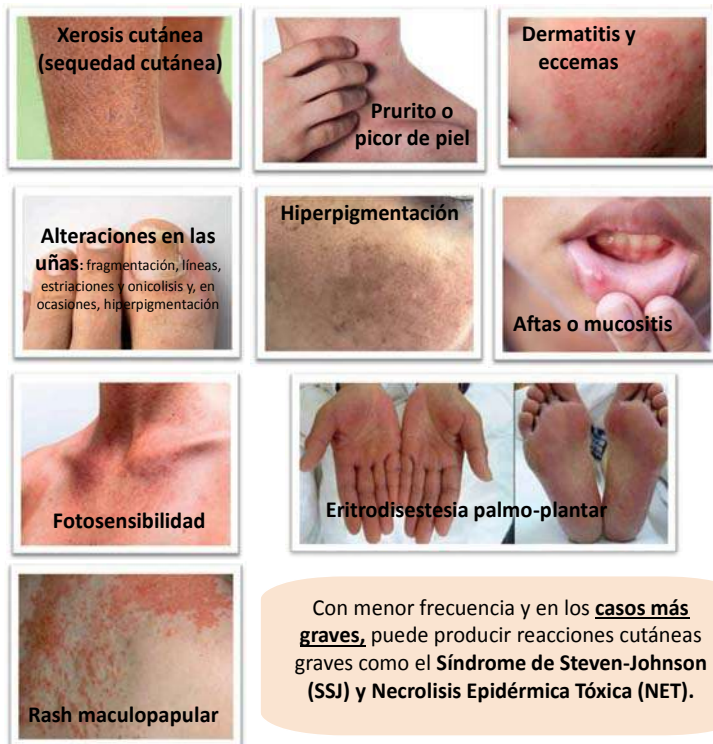 Xerosis cutánea
(sequedad cutánea)
Prurito o
picor de piel
Dermatitis y
eccemas
Alteraciones en las
uñas: fragmentación, líneas,
estriaciones y onicolisis y, en
ocasiones, hiperpigmentación
Hiperpigmentación
Aftas o mucositis
Fotosensibilidad
Eritrodisestesia palmo-plantar
Rash maculopapular
Con menor frecuencia y en los casos más
graves, puede producir reacciones cutáneas
graves como el Síndrome de Steven-Johnson
(SSJ) y Necrolisis Epidérmica Tóxica (NET).